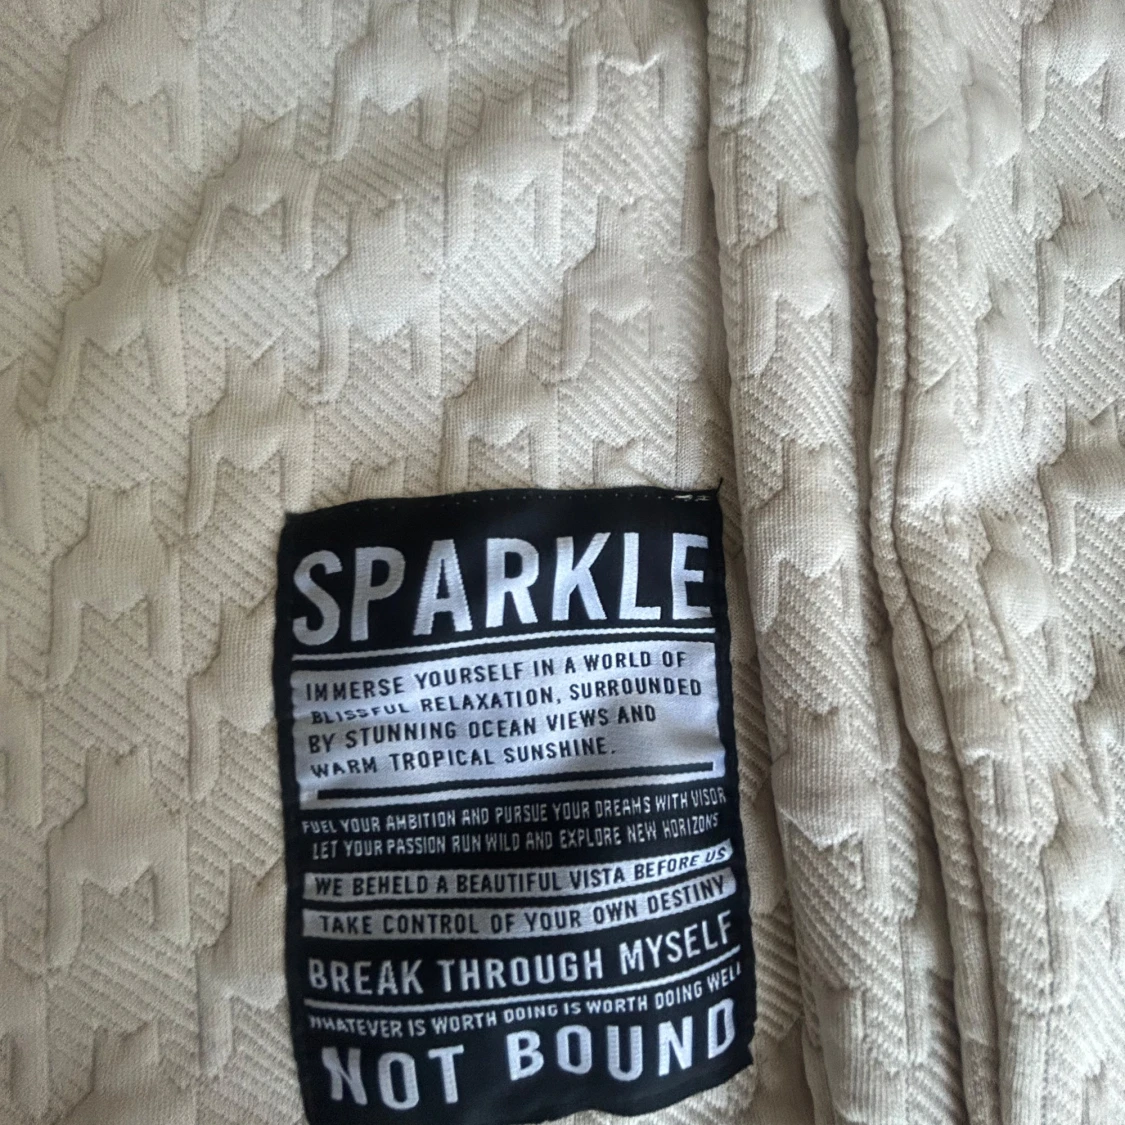 SPARKLE
IMMERSE YOURSELF IN A WORLD OF
BLISSFUL RELAXATION, SURROUNDED
BY STUNNING OCEAN VIEWS AND
WARM TROPICAL SUNSHINE.
FUEL YOUR AMBITION AND PURSUE YOUR DREAMS WITH VISOR
LET YOUR PASSION RUN WILD AND EXPLORE NEW HORIZONS
WE BEHELD A BEAUTIFUL VISTA BEFORE US
TAKE CONTROL OF YOUR OWN DESTINY
BREAK THROUGH MYSELF
WHATEVER IS WORTH DOING IS WORTH DOING WELL
NOT BOUND